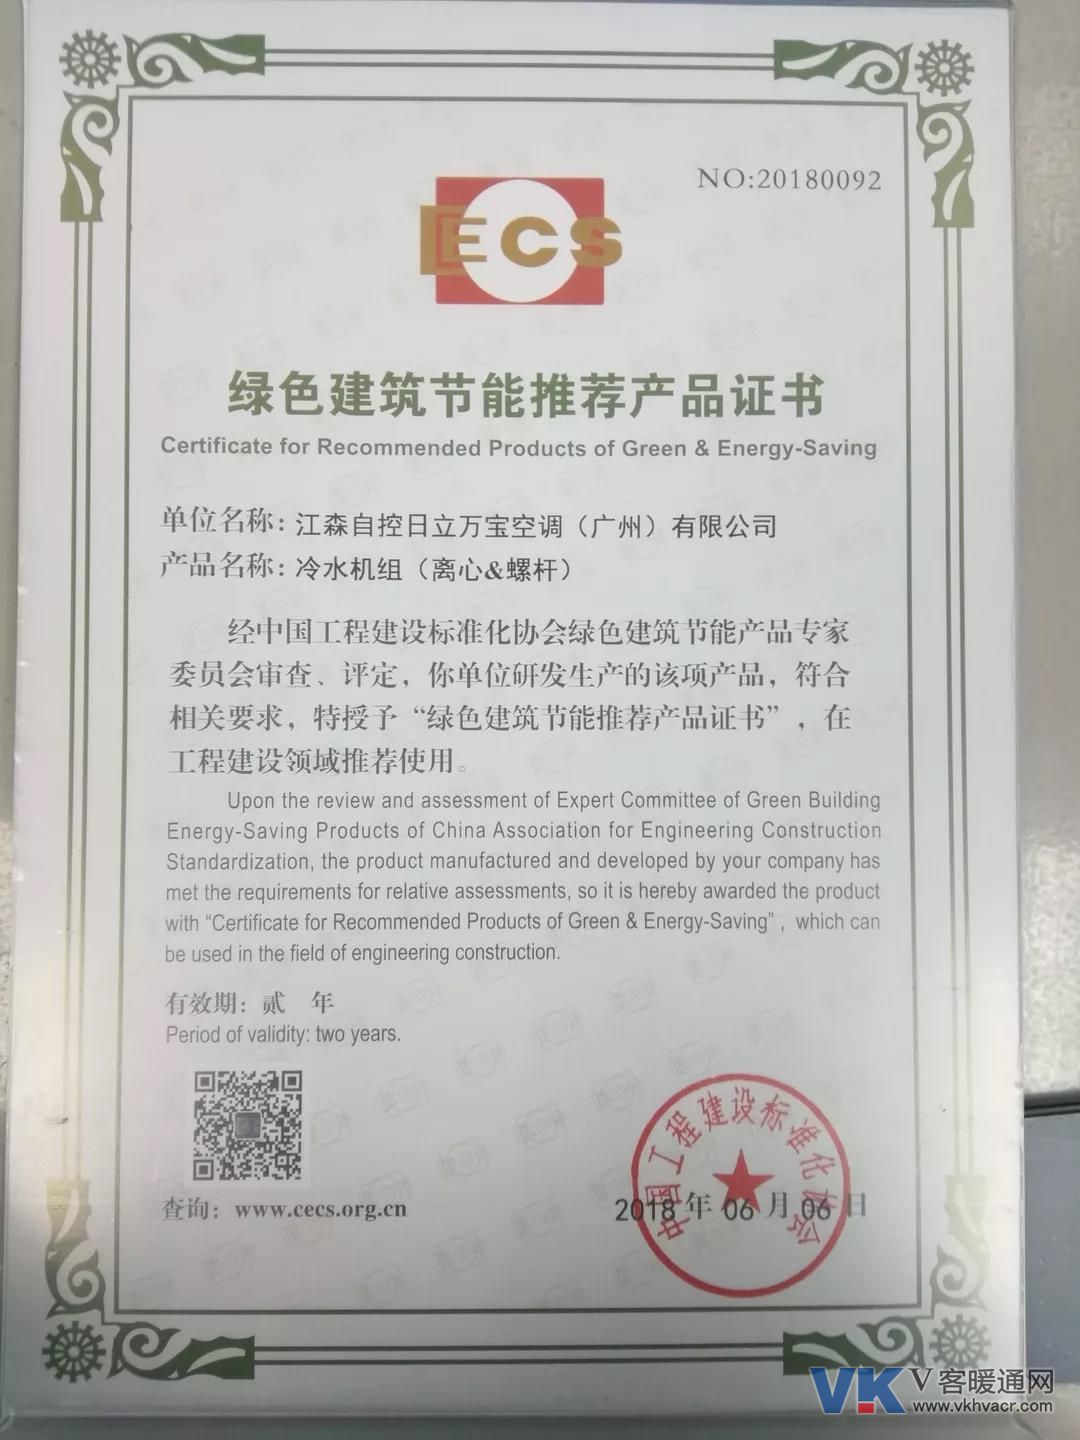 NO:20180092
ECS
绿色建筑节能推荐产品证书
Certificate for Recommended Products of Green & Energy-Saving
单位名称: 江森自控日立万宝空调（广州）有限公司
产品名称: 冷水机组（离心&螺杆）
经中国工程建设标准化协会绿色建筑节能产品专家
委员会审查、评定，你单位研发生产的该项产品，符合
相关要求，特授予“绿色建筑节能推荐产品证书”，在
工程建设领域推荐使用。
Upon the review and assessment of Expert Committee of Green Building
Energy-Saving Products of China Association for Engineering Construction
Standardization, the product manufactured and developed by your company has
met the requirements for relative assessments, so it is hereby awarded the product
with “Certificate for Recommended Products of Green & Energy-Saving”, which can
be used in the field of engineering construction.
有效期: 贰 年
Period of validity: two years.
中国工程建设标准化协会
查询: www.cecs.org.cn
2018 年 06 月 06 日
VK V客暖通网
www.vkhvacr.com